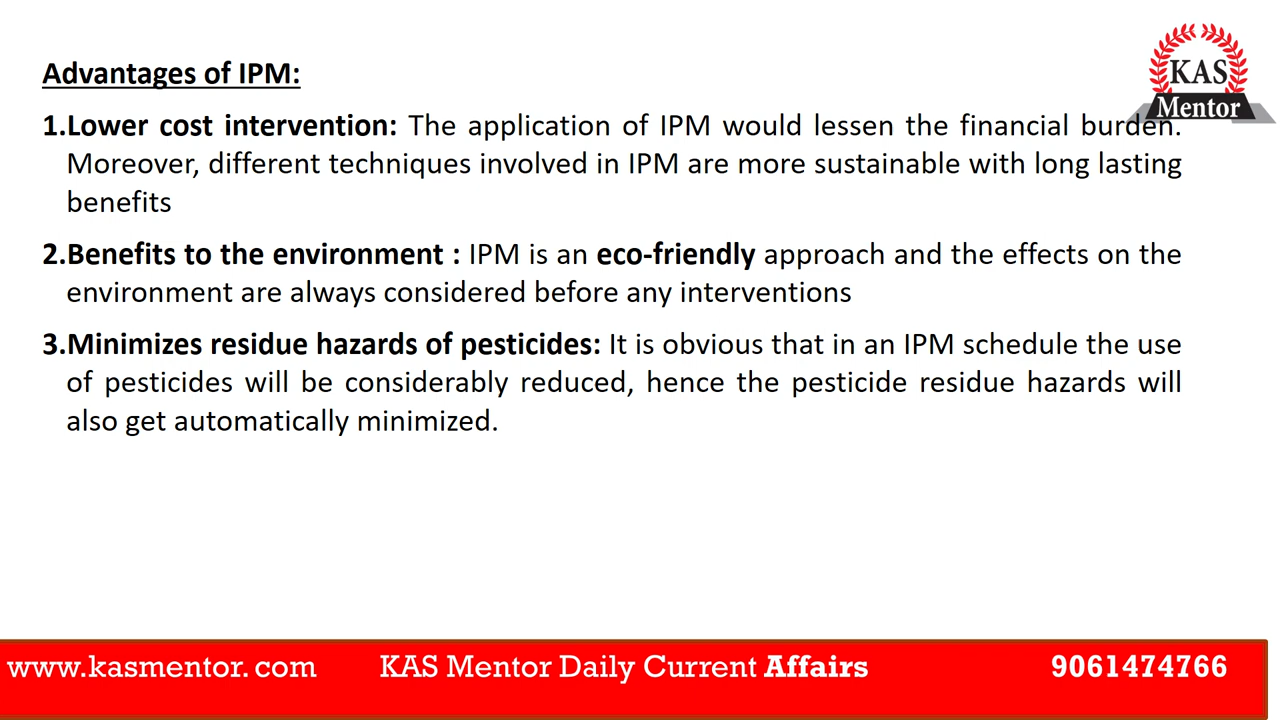 Advantages of IPM:
KAS
Mentor
1.Lower cost intervention: The application of IPM would lessen the financial burden.
Moreover, different techniques involved in IPM are more sustainable with long lasting
benefits
2.Benefits to the environment : IPM is an eco-friendly approach and the effects on the
environment are always considered before any interventions
3.Minimizes residue hazards of pesticides: It is obvious that in an IPM schedule the use
of pesticides will be considerably reduced, hence the pesticide residue hazards will
also get automatically minimized.
www.kasmentor. com KAS Mentor Daily Current Affairs 9061474766